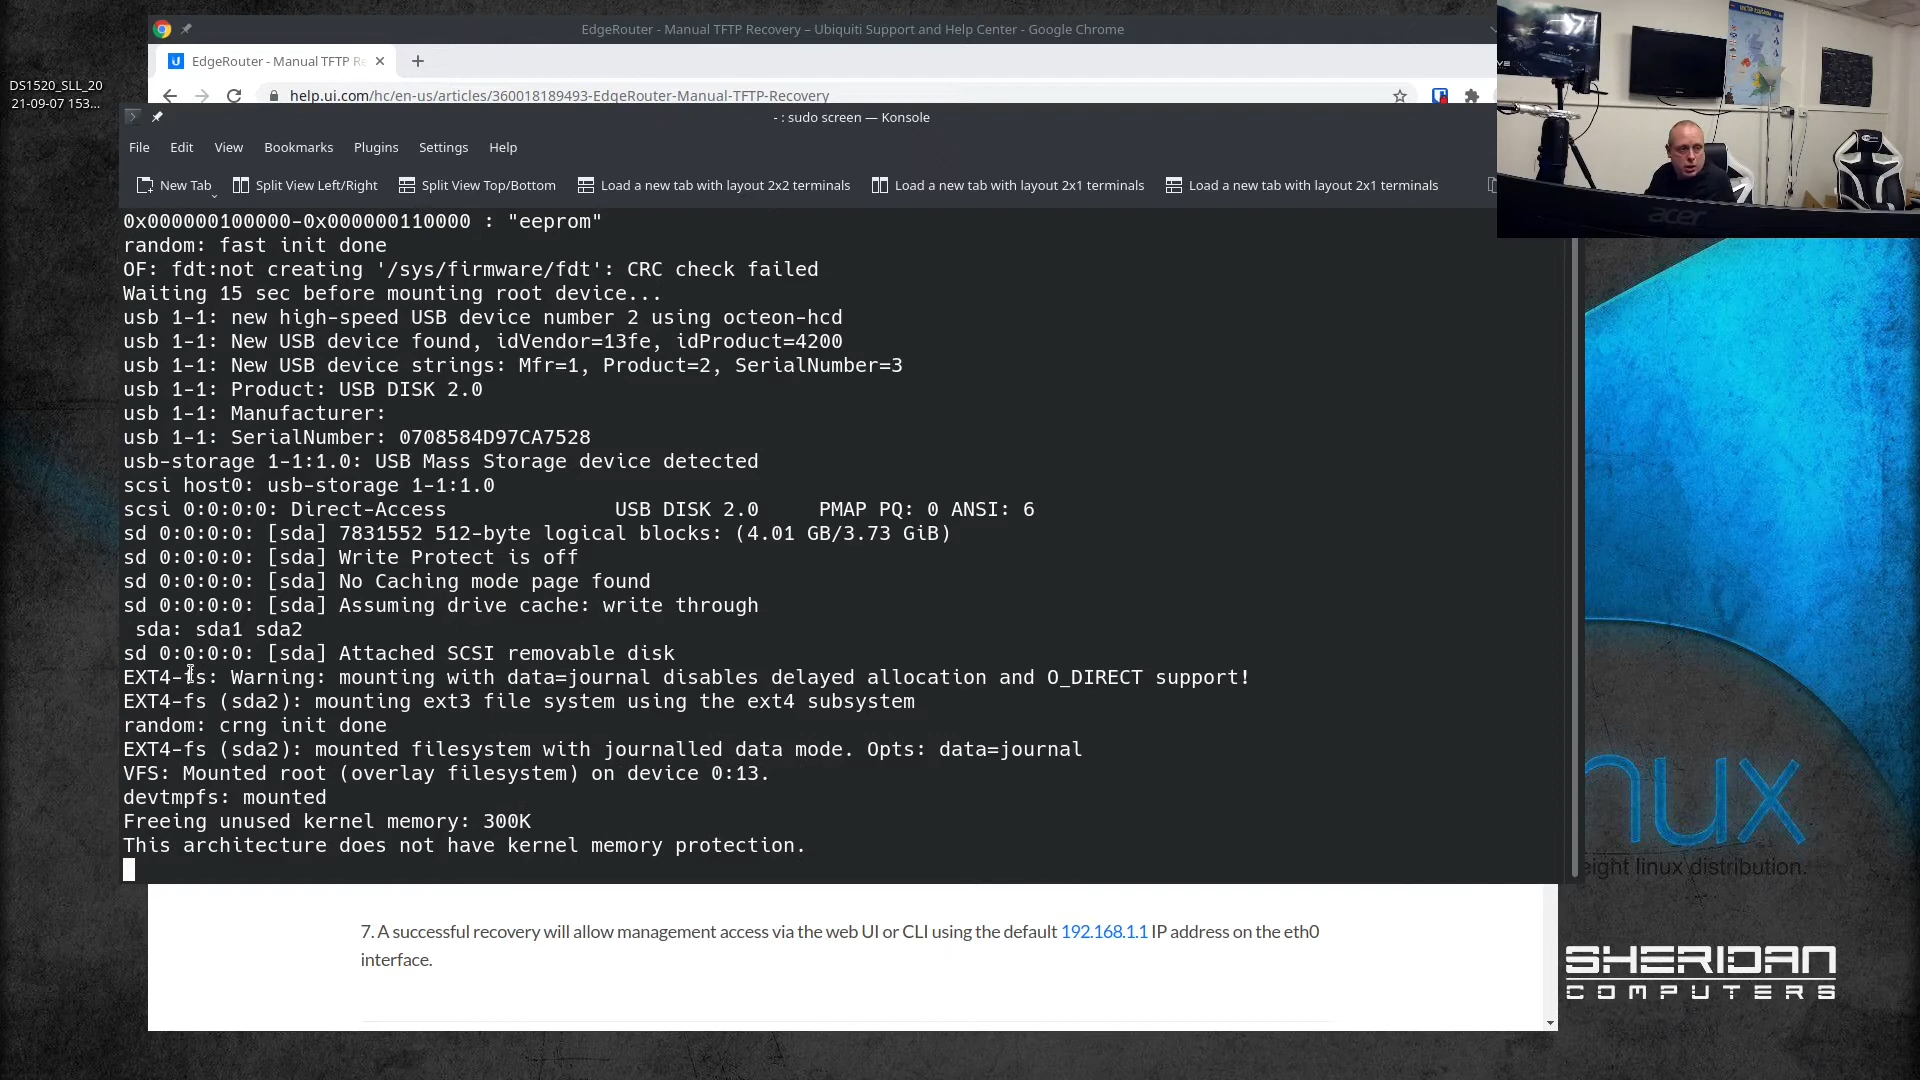 EdgeRouter - Manual TFTP Recovery – Ubiquiti Support and Help Center - Google Chrome
EdgeRouter - Manual TFTP Re
help.ui.com/hc/en-us/articles/360018189493-EdgeRouter-Manual-TFTP-Recovery
DS1520_SLL_20
21-09-07 153...
- : sudo screen — Konsole
File Edit View Bookmarks Plugins Settings Help
New Tab Split View Left/Right Split View Top/Bottom Load a new tab with layout 2x2 terminals Load a new tab with layout 2x1 terminals Load a new tab with layout 2x1 terminals
acer
0x000000100000-0x000000110000 : "eeprom"
random: fast init done
OF: fdt:not creating '/sys/firmware/fdt': CRC check failed
Waiting 15 sec before mounting root device...
usb 1-1: new high-speed USB device number 2 using octeon-hcd
usb 1-1: New USB device found, idVendor=13fe, idProduct=4200
usb 1-1: New USB device strings: Mfr=1, Product=2, SerialNumber=3
usb 1-1: Product: USB DISK 2.0
usb 1-1: Manufacturer:
usb 1-1: SerialNumber: 0708584D97CA7528
usb-storage 1-1:1.0: USB Mass Storage device detected
scsi host0: usb-storage 1-1:1.0
scsi 0:0:0:0: Direct-Access USB DISK 2.0 PMAP PQ: 0 ANSI: 6
sd 0:0:0:0: [sda] 7831552 512-byte logical blocks: (4.01 GB/3.73 GiB)
sd 0:0:0:0: [sda] Write Protect is off
sd 0:0:0:0: [sda] No Caching mode page found
sd 0:0:0:0: [sda] Assuming drive cache: write through
sda: sda1 sda2
sd 0:0:0:0: [sda] Attached SCSI removable disk
EXT4-fs: Warning: mounting with data=journal disables delayed allocation and O_DIRECT support!
EXT4-fs (sda2): mounting ext3 file system using the ext4 subsystem
random: crng init done
EXT4-fs (sda2): mounted filesystem with journalled data mode. Opts: data=journal
VFS: Mounted root (overlay filesystem) on device 0:13.
devtmpfs: mounted
Freeing unused kernel memory: 300K
This architecture does not have kernel memory protection.
nux
eight linux distribution.
7. A successful recovery will allow management access via the web UI or CLI using the default 192.168.1.1 IP address on the eth0
interface.
SHERIDAN
COMPUTERS